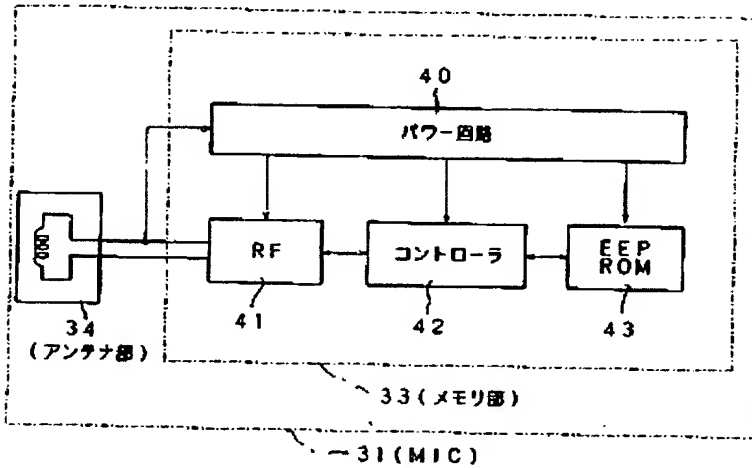 40
パワー回路
RF
コントローラ
EEP
ROM
34
(アンテナ部)
41
42
43
33(メモリ部)
31(MIC)